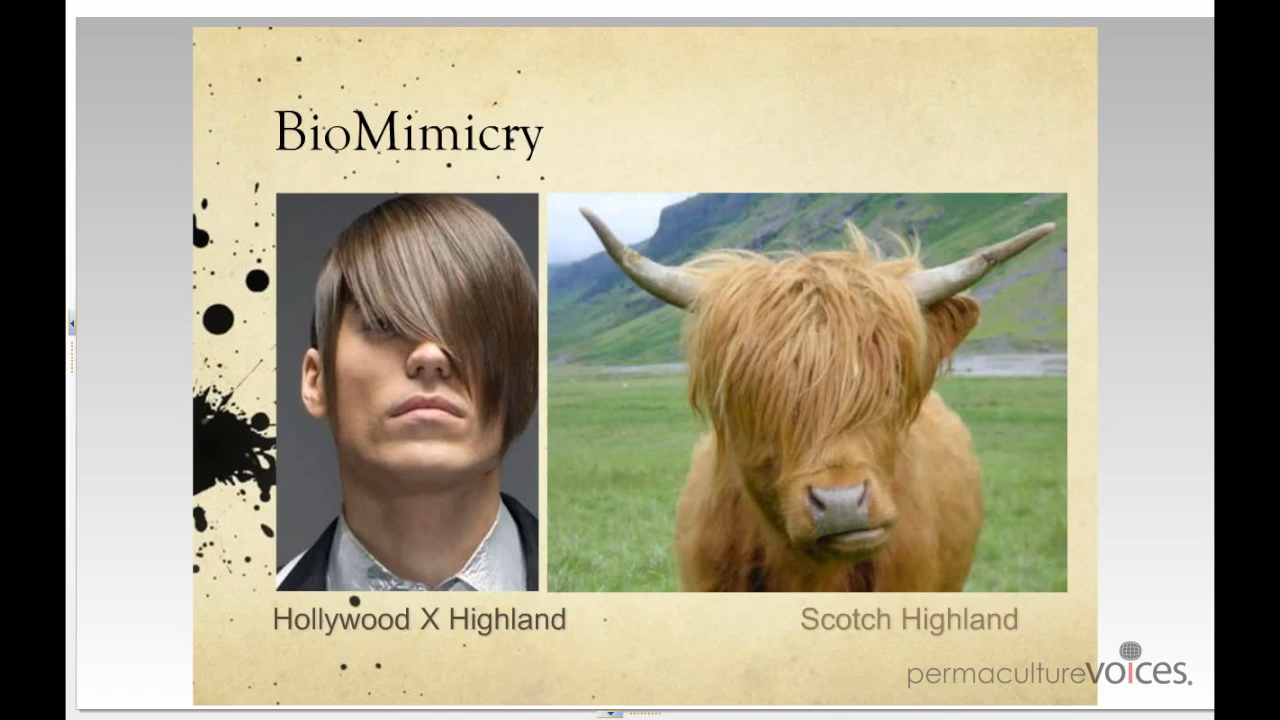 BioMimicry
Hollywood X Highland
Scotch Highland
permaculturevoices.